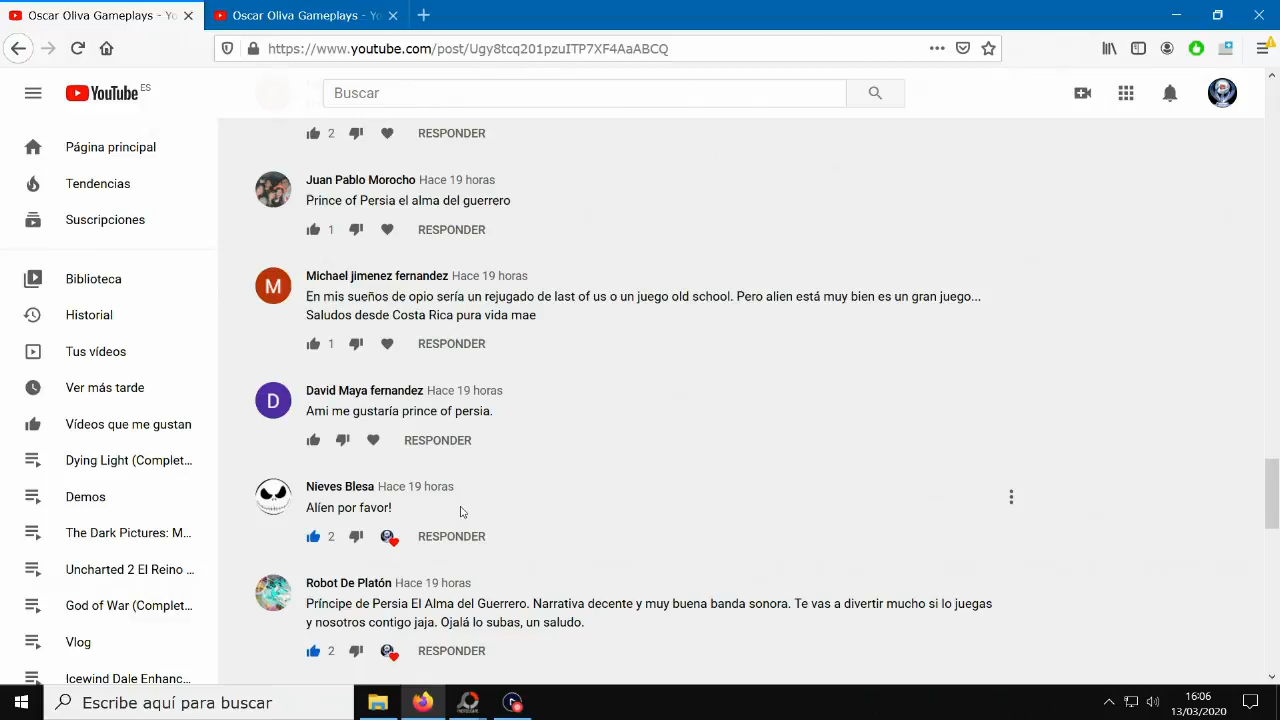 Oscar Oliva Gameplays - Yo
Oscar Oliva Gameplays - You
https://www.youtube.com/post/Ugy8tcq201pzuITP7XF4AaABCQ
YouTube ES
Buscar
Página principal
Tendencias
Suscripciones
Biblioteca
Historial
Tus vídeos
Ver más tarde
Vídeos que me gustan
Dying Light (Complet...
Demos
The Dark Pictures: M...
Uncharted 2 El Reino ...
God of War (Complet...
Vlog
Icewind Dale Enhanc...
2 RESPONDER
Juan Pablo Morocho Hace 19 horas
Prince of Persia el alma del guerrero
1 RESPONDER
M
Michael jimenez fernandez Hace 19 horas
En mis sueños de opio sería un rejugado de last of us o un juego old school. Pero alien está muy bien es un gran juego...
Saludos desde Costa Rica pura vida mae
1 RESPONDER
D
David Maya fernandez Hace 19 horas
Ami me gustaría prince of persia.
RESPONDER
Nieves Blesa Hace 19 horas
Alíen por favor!
2 RESPONDER
Robot De Platón Hace 19 horas
Príncipe de Persia El Alma del Guerrero. Narrativa decente y muy buena banda sonora. Te vas a divertir mucho si lo juegas
y nosotros contigo jaja. Ojalá lo subas, un saludo.
2 RESPONDER
Escribe aquí para buscar
16:06
13/03/2020